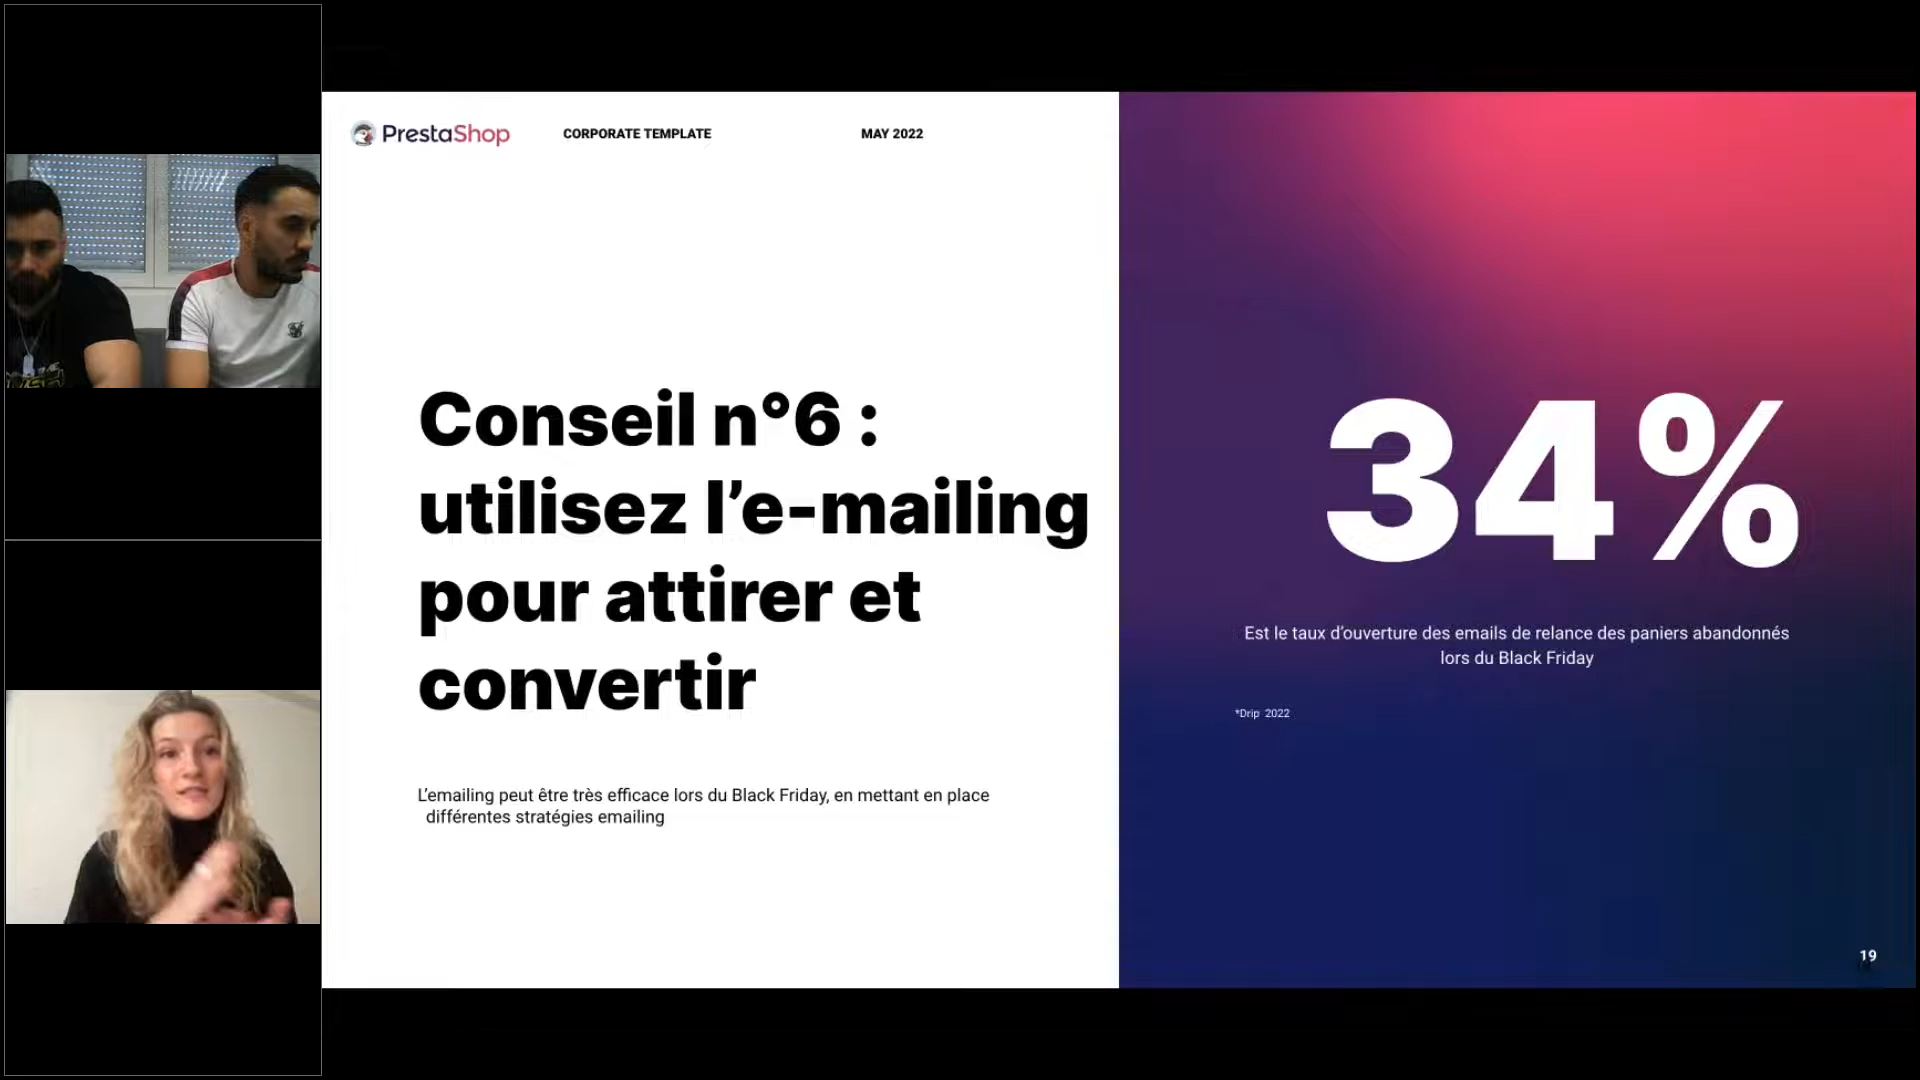 PrestaShop
CORPORATE TEMPLATE
MAY 2022
Conseil n°6 :
utilisez l’e-mailing
pour attirer et
convertir
L’emailing peut être très efficace lors du Black Friday, en mettant en place
différentes stratégies emailing
34%
Est le taux d’ouverture des emails de relance des paniers abandonnés
lors du Black Friday
*Drip 2022
19